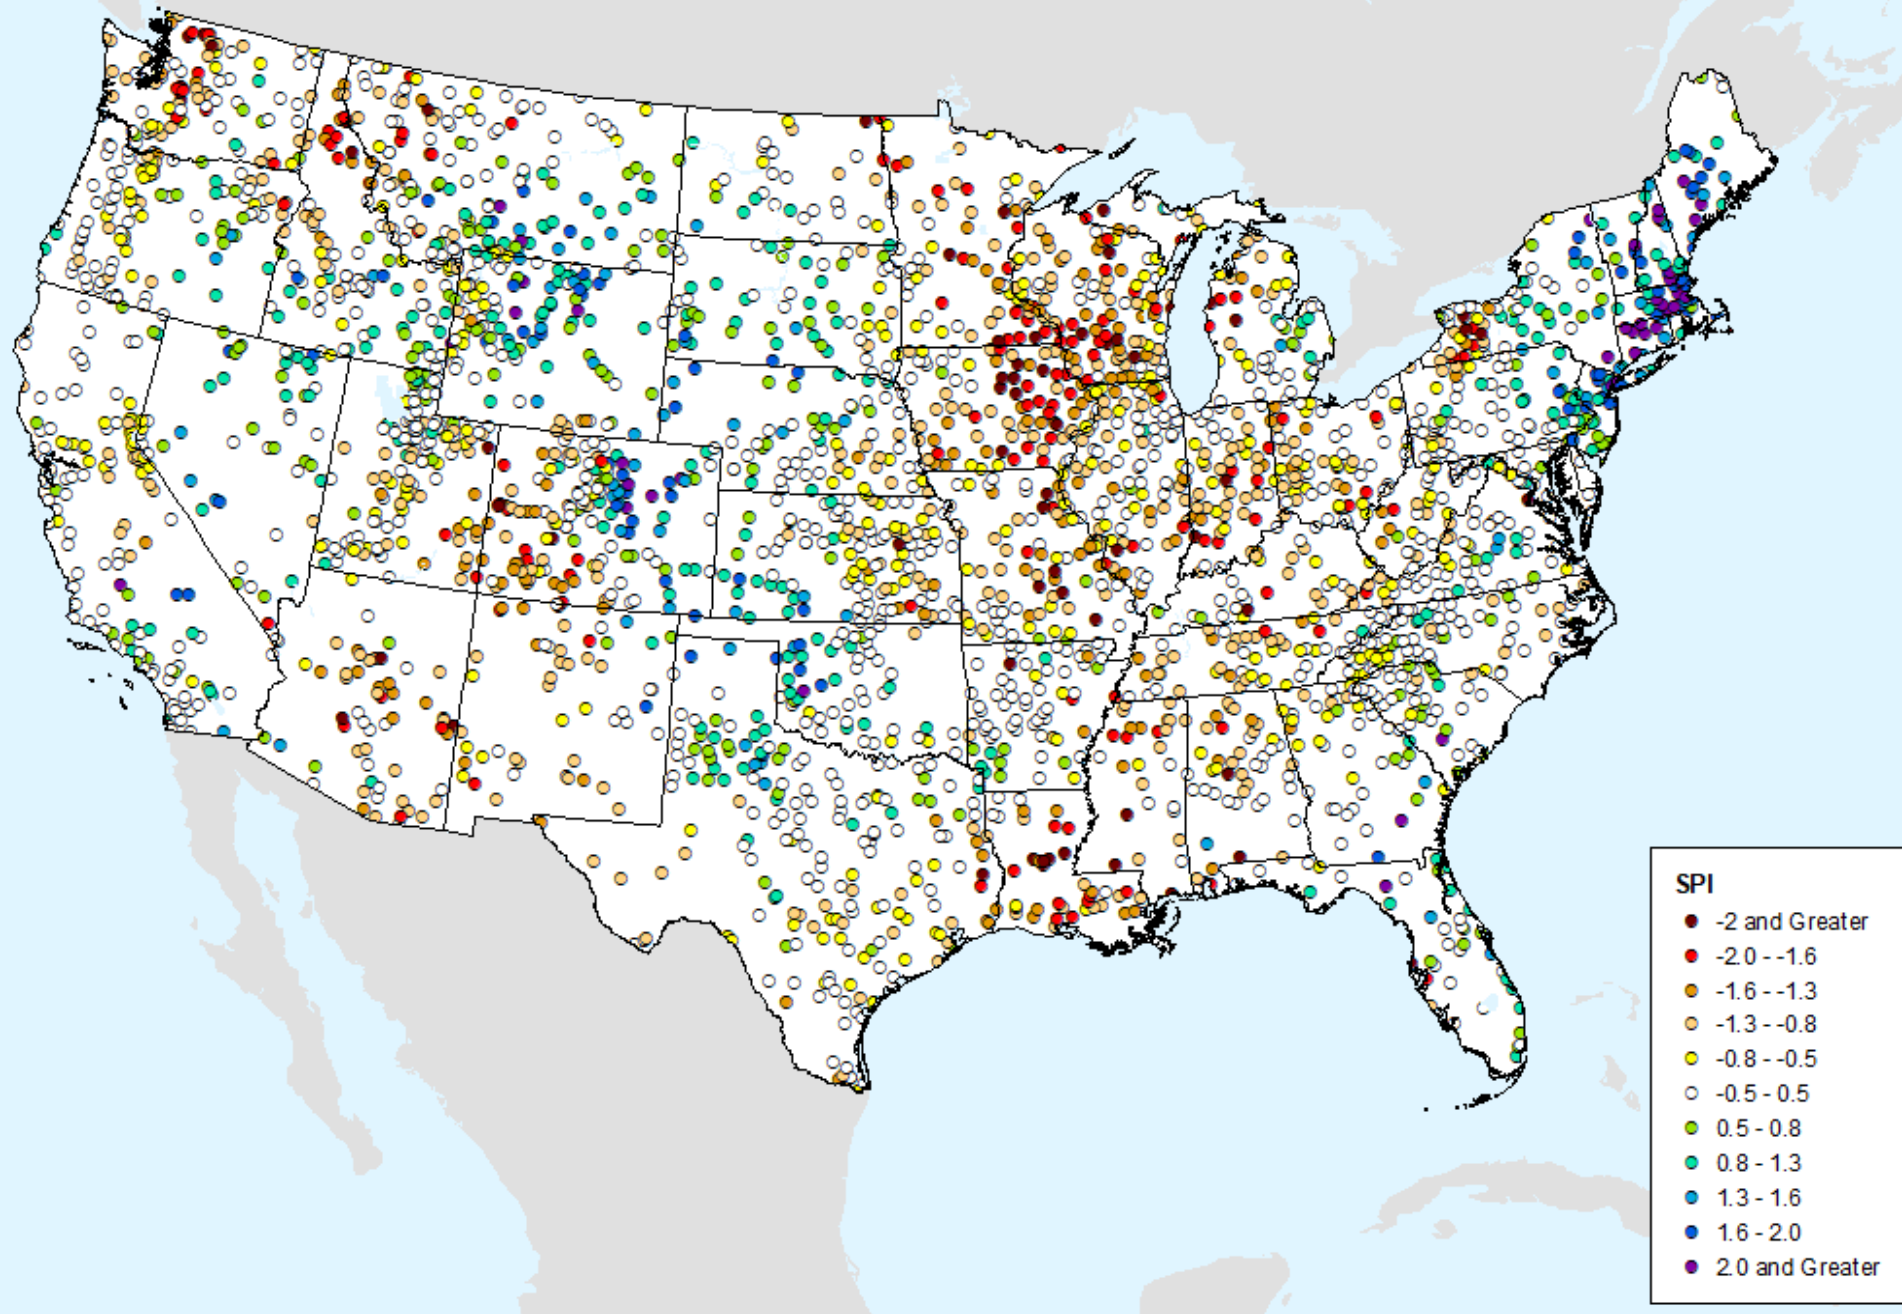 SPI
-2 and Greater
-2.0 - -1.6
-1.6 - -1.3
-1.3 - -0.8
-0.8 - -0.5
-0.5 - 0.5
0.5 - 0.8
0.8 - 1.3
1.3 - 1.6
1.6 - 2.0
2.0 and Greater